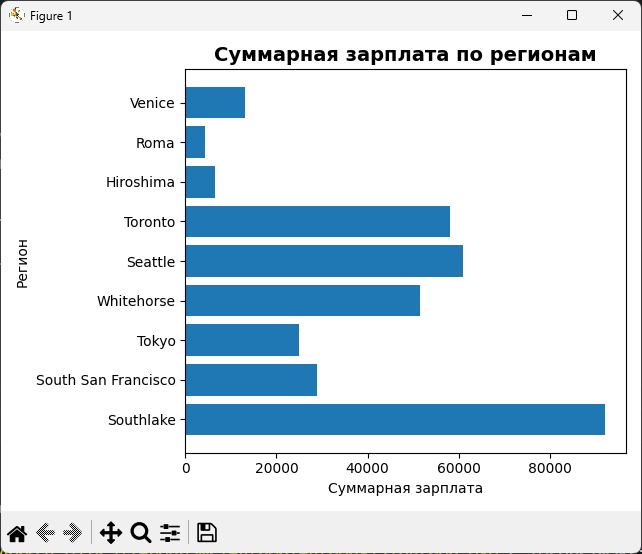 Figure 1
Суммарная зарплата по регионам
Venice
Roma
Hiroshima
Toronto
Seattle
Whitehorse
Tokyo
South San Francisco
Southlake
Регион
0 20000 40000 60000 80000
Суммарная зарплата